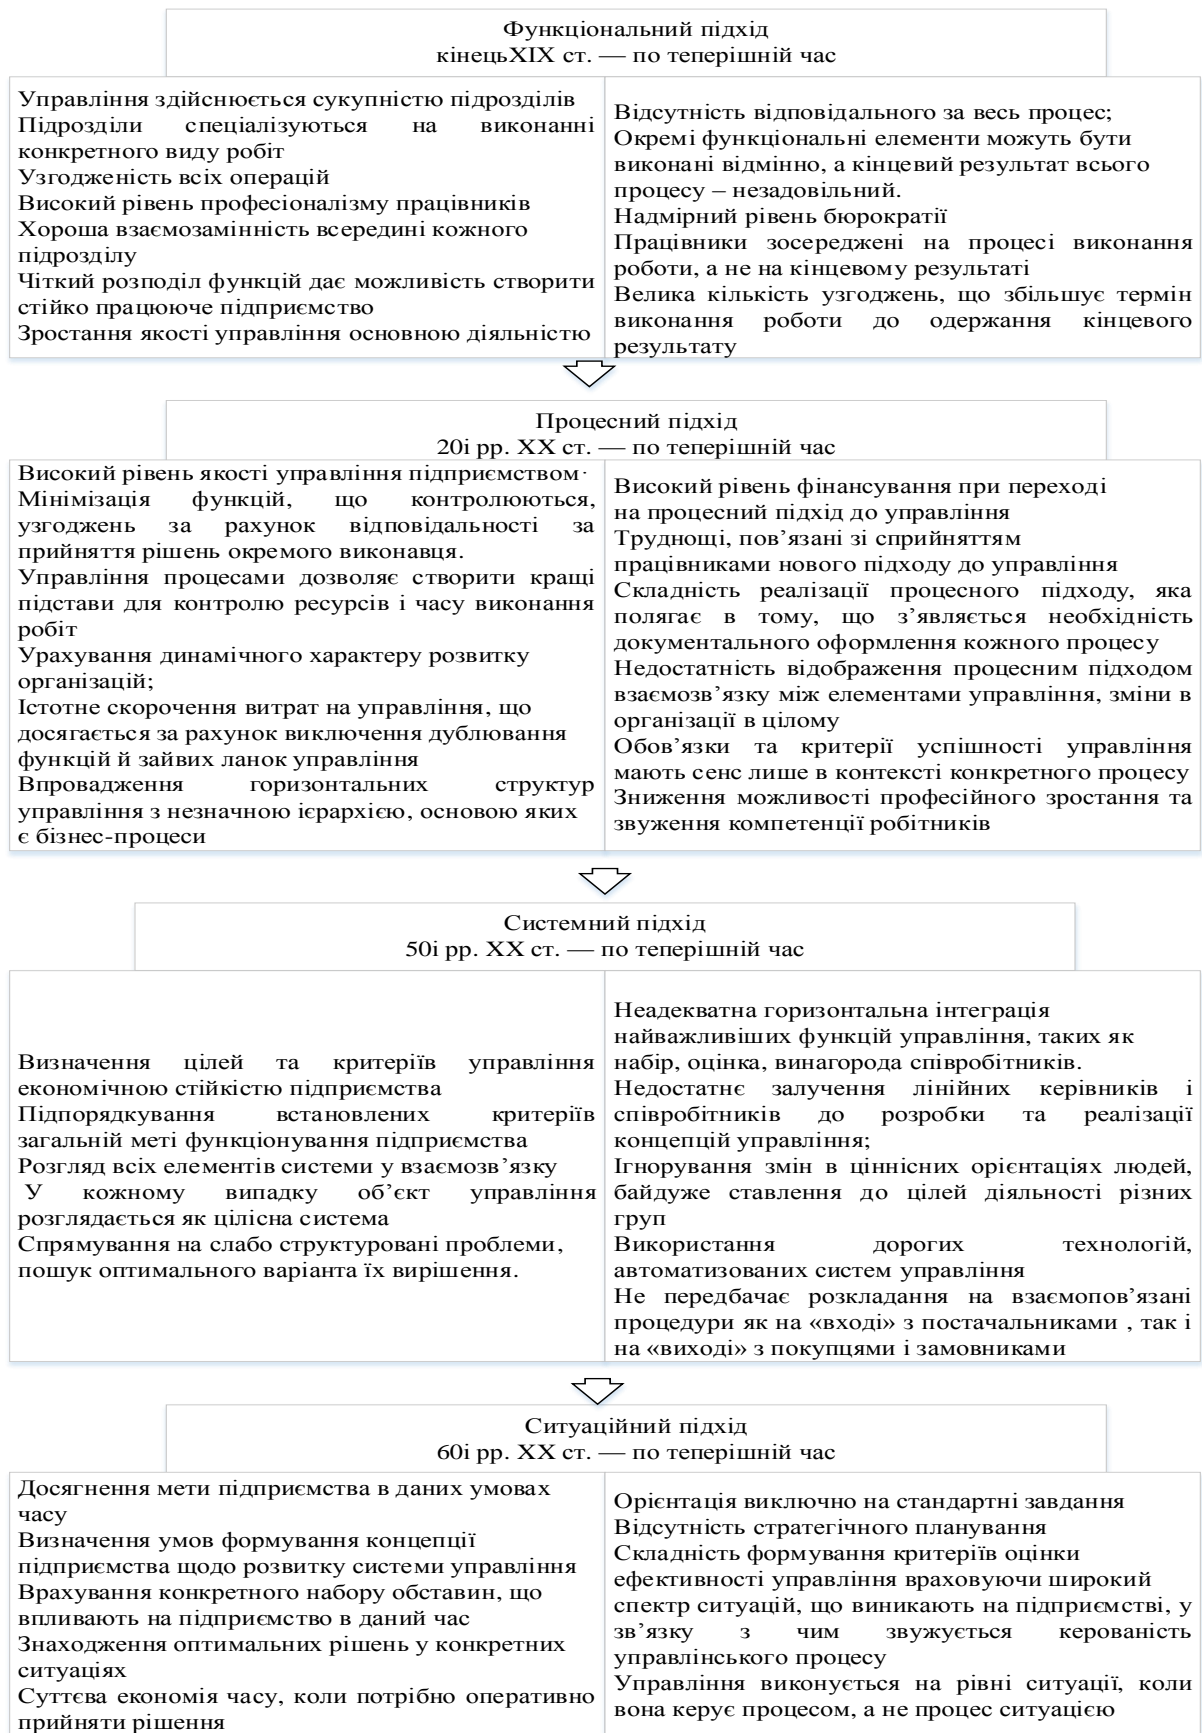 Функціональний підхід
кінецьXIX ст. — по теперішній час
Управління здійснюється сукупністю підрозділів
Підрозділи спеціалізуються на виконанні
конкретного виду робіт
Узгодженість всіх операцій
Високий рівень професіоналізму працівників
Хороша взаємозамінність всередині кожного
підрозділу
Чіткий розподіл функцій дає можливість створити
стійко працююче підприємство
Зростання якості управління основною діяльністю
Відсутність відповідального за весь процес;
Окремі функціональні елементи можуть бути
виконані відмінно, а кінцевий результат всього
процесу – незадовільний.
Надмірний рівень бюрократії
Працівники зосереджені на процесі виконання
роботи, а не на кінцевому результаті
Велика кількість узгоджень, що збільшує термін
виконання роботи до одержання кінцевого
результату
Процесний підхід
20і рр. XX ст. — по теперішній час
Високий рівень якості управління підприємством·
Мінімізація функцій, що контролюються,
узгоджень за рахунок відповідальності за
прийняття рішень окремого виконавця.
Управління процесами дозволяє створити кращі
підстави для контролю ресурсів і часу виконання
робіт
Урахування динамічного характеру розвитку
організацій;
Істотне скорочення витрат на управління, що
досягається за рахунок виключення дублювання
функцій й зайвих ланок управління
Впровадження горизонтальних структур
управління з незначною ієрархією, основою яких
є бізнес-процеси
Високий рівень фінансування при переході
на процесний підхід до управління
Труднощі, пов’язані зі сприйняттям
працівниками нового підходу до управління
Складність реалізації процесного підходу, яка
полягає в тому, що з’являється необхідність
документального оформлення кожного процесу
Недостатність відображення процесним підходом
взаємозв’язку між елементами управління, зміни в
організації в цілому
Обов’язки та критерії успішності управління
мають сенс лише в контексті конкретного процесу
Зниження можливості професійного зростання та
звуження компетенції робітників
Системний підхід
50і рр. XX ст. — по теперішній час
Визначення цілей та критеріїв управління
економічною стійкістю підприємства
Підпорядкування встановлених критеріїв
загальній меті функціонування підприємства
Розгляд всіх елементів системи у взаємозв’язку
У кожному випадку об’єкт управління
розглядається як цілісна система
Спрямування на слабо структуровані проблеми,
пошук оптимального варіанта їх вирішення.
Неадекватна горизонтальна інтеграція
найважливіших функцій управління, таких як
набір, оцінка, винагорода співробітників.
Недостатнє залучення лінійних керівників і
співробітників до розробки та реалізації
концепцій управління;
Ігнорування змін в ціннісних орієнтаціях людей,
байдуже ставлення до цілей діяльності різних
груп
Використання дорогих технологій,
автоматизованих систем управління
Не передбачає розкладання на взаємопов’язані
процедури як на «вході» з постачальниками , так і
на «виході» з покупцями і замовниками
Ситуаційний підхід
60і рр. XX ст. — по теперішній час
Досягнення мети підприємства в даних умовах
часу
Визначення умов формування концепції
підприємства щодо розвитку системи управління
Врахування конкретного набору обставин, що
впливають на підприємство в даний час
Знаходження оптимальних рішень у конкретних
ситуаціях
Суттєва економія часу, коли потрібно оперативно
прийняти рішення
Орієнтація виключно на стандартні завдання
Відсутність стратегічного планування
Складність формування критеріїв оцінки
ефективності управління враховуючи широкий
спектр ситуацій, що виникають на підприємстві, у
зв’язку з чим звужується керованість
управлінського процесу
Управління виконується на рівні ситуації, коли
вона керує процесом, а не процес ситуацією